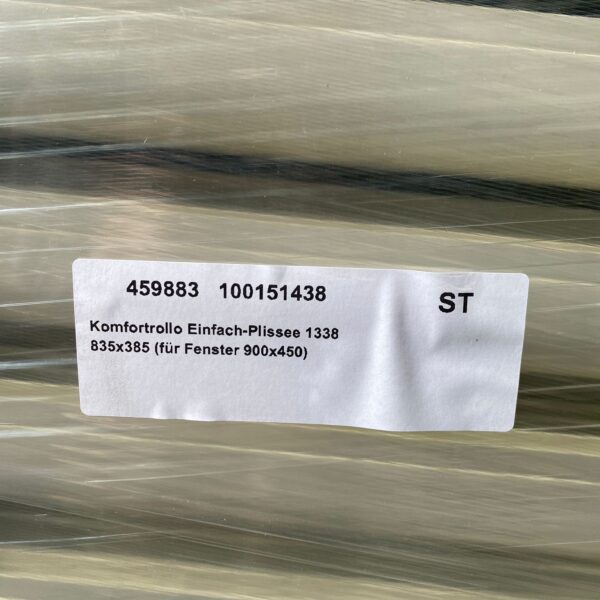 459883 100151438 ST
Komfortrollo Einfach-Plissee 1338
835x385 (für Fenster 900x450)